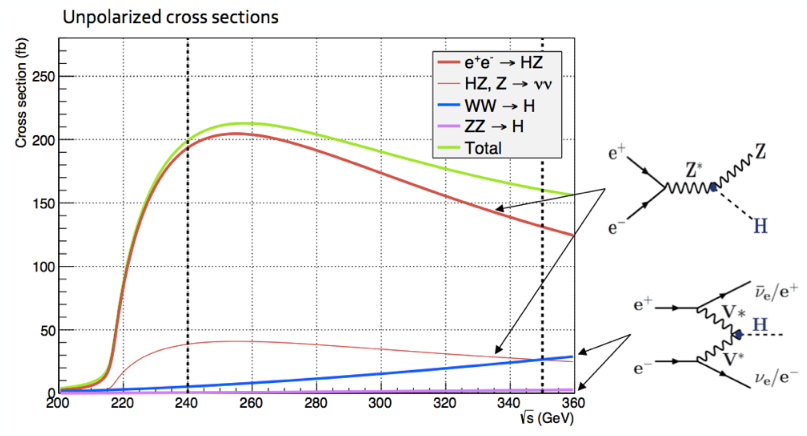 Unpolarized cross sections
Cross section (fb)
250
200
150
100
50
0
200
220
240
260
280
300
320
340
360
√s (GeV)
e⁺e⁻ → HZ
HZ, Z → νν
WW → H
ZZ → H
Total
e⁺
e⁻
Z*
Z
H
e⁺
e⁻
V*
V*
H
ν̄ₑ/e⁺
νₑ/e⁻